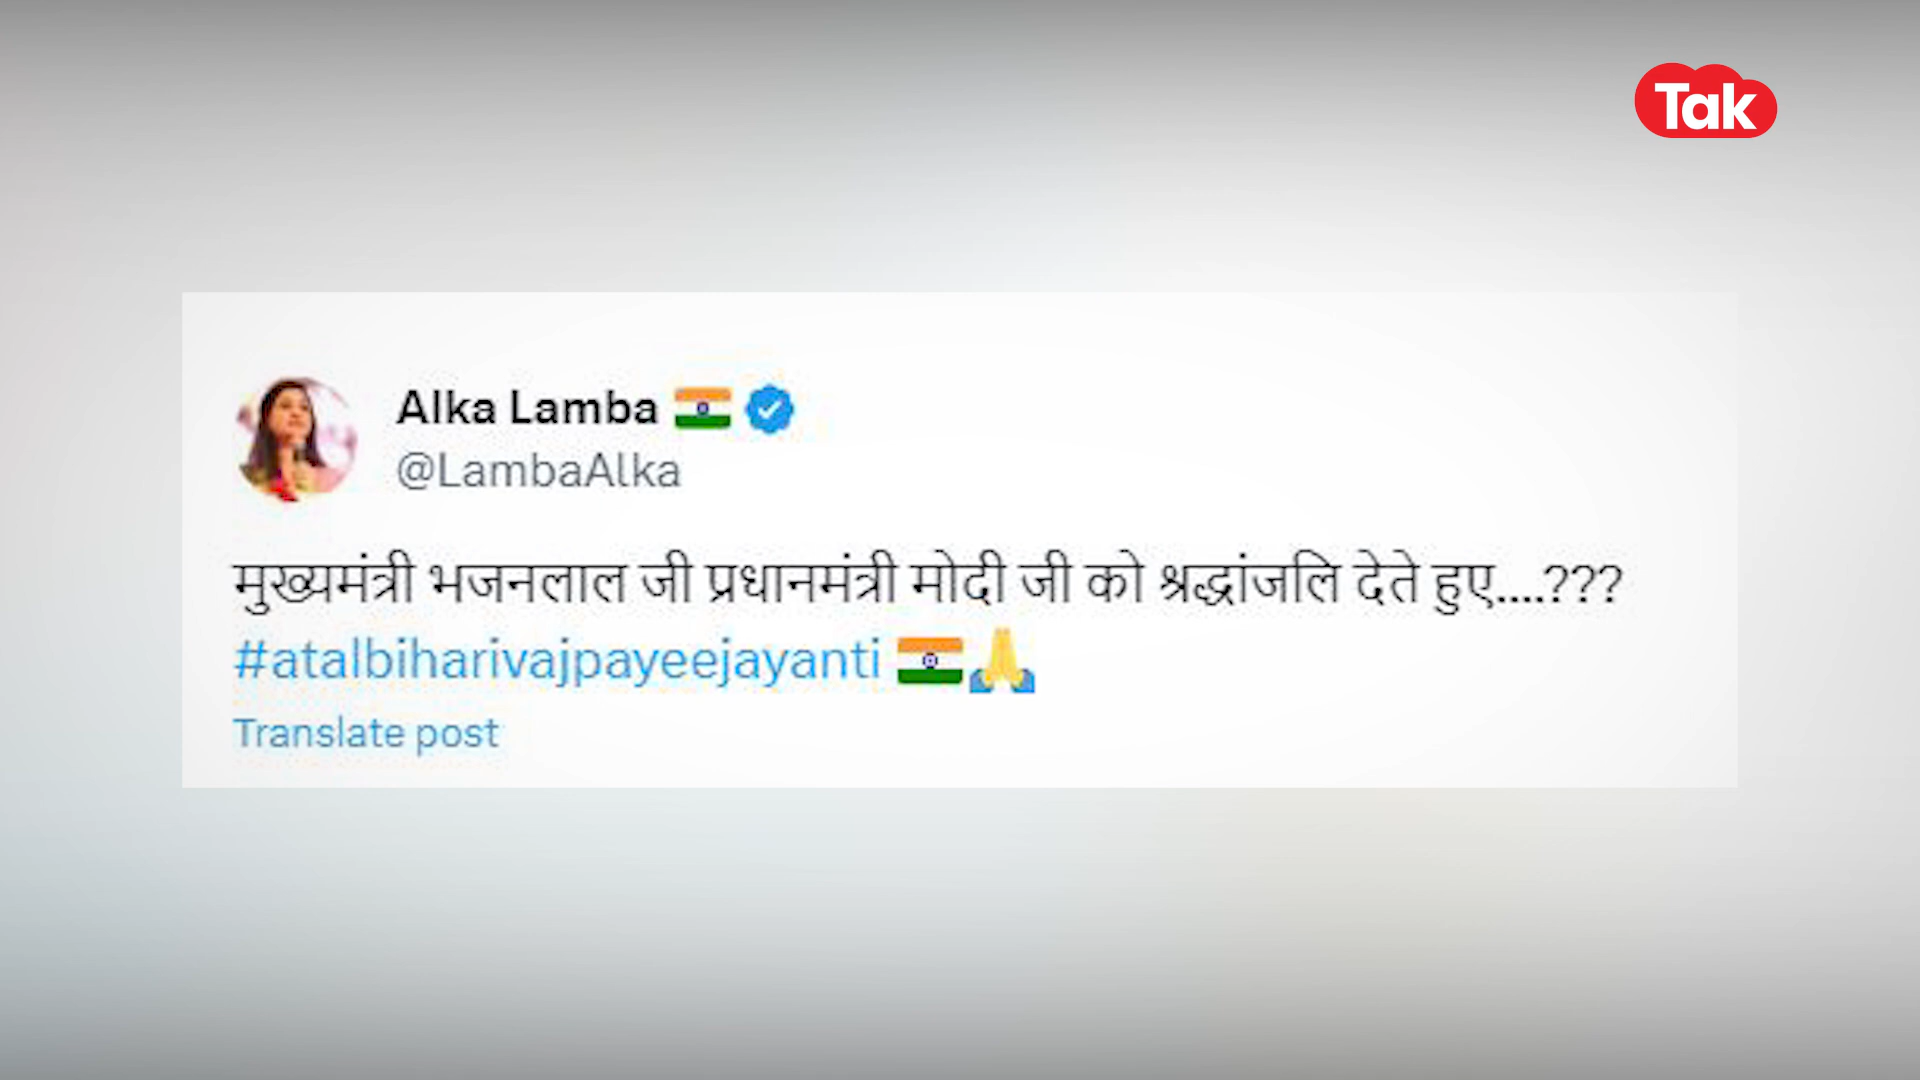 Tak
Alka Lamba
@LambaAlka
मुख्यमंत्री भजनलाल जी प्रधानमंत्री मोदी जी को श्रद्धांजलि देते हुए....???
#atalbiharivajpayeejayanti
Translate post